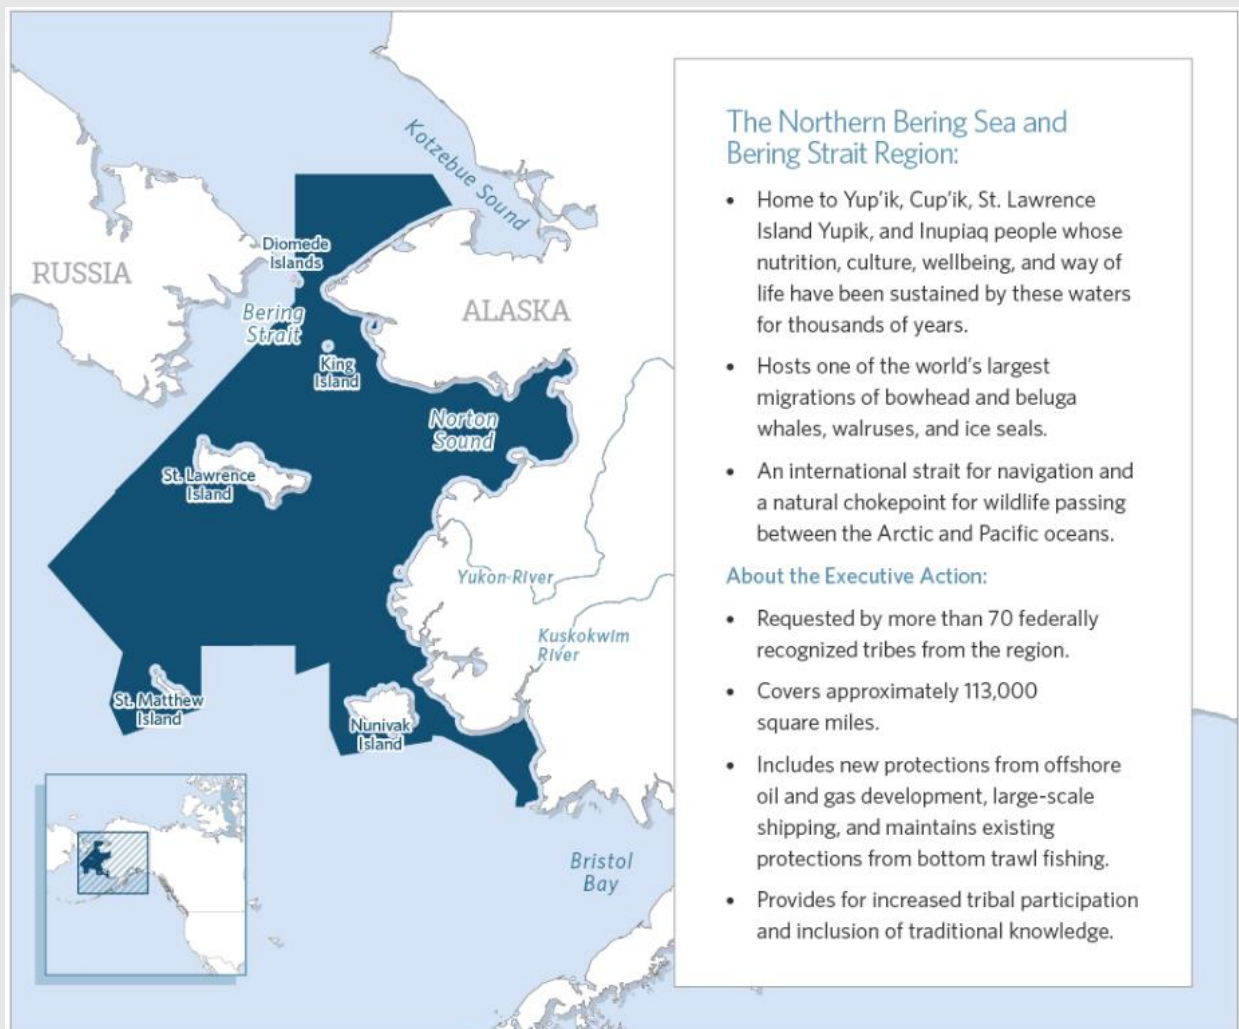 Kotzebue Sound
Diomede
Islands
RUSSIA
Bering
Strait
ALASKA
King
Island
Norton
Sound
St. Lawrence
Island
Yukon River
Kuskokwim
River
St. Matthew
Island
Nunivak
Island
Bristol
Bay
The Northern Bering Sea and
Bering Strait Region:
• Home to Yup'ik, Cup'ik, St. Lawrence
Island Yupik, and Inupiaq people whose
nutrition, culture, wellbeing, and way of
life have been sustained by these waters
for thousands of years.
• Hosts one of the world's largest
migrations of bowhead and beluga
whales, walruses, and ice seals.
• An international strait for navigation and
a natural chokepoint for wildlife passing
between the Arctic and Pacific oceans.
About the Executive Action:
• Requested by more than 70 federally
recognized tribes from the region.
• Covers approximately 113,000
square miles.
• Includes new protections from offshore
oil and gas development, large-scale
shipping, and maintains existing
protections from bottom trawl fishing.
• Provides for increased tribal participation
and inclusion of traditional knowledge.